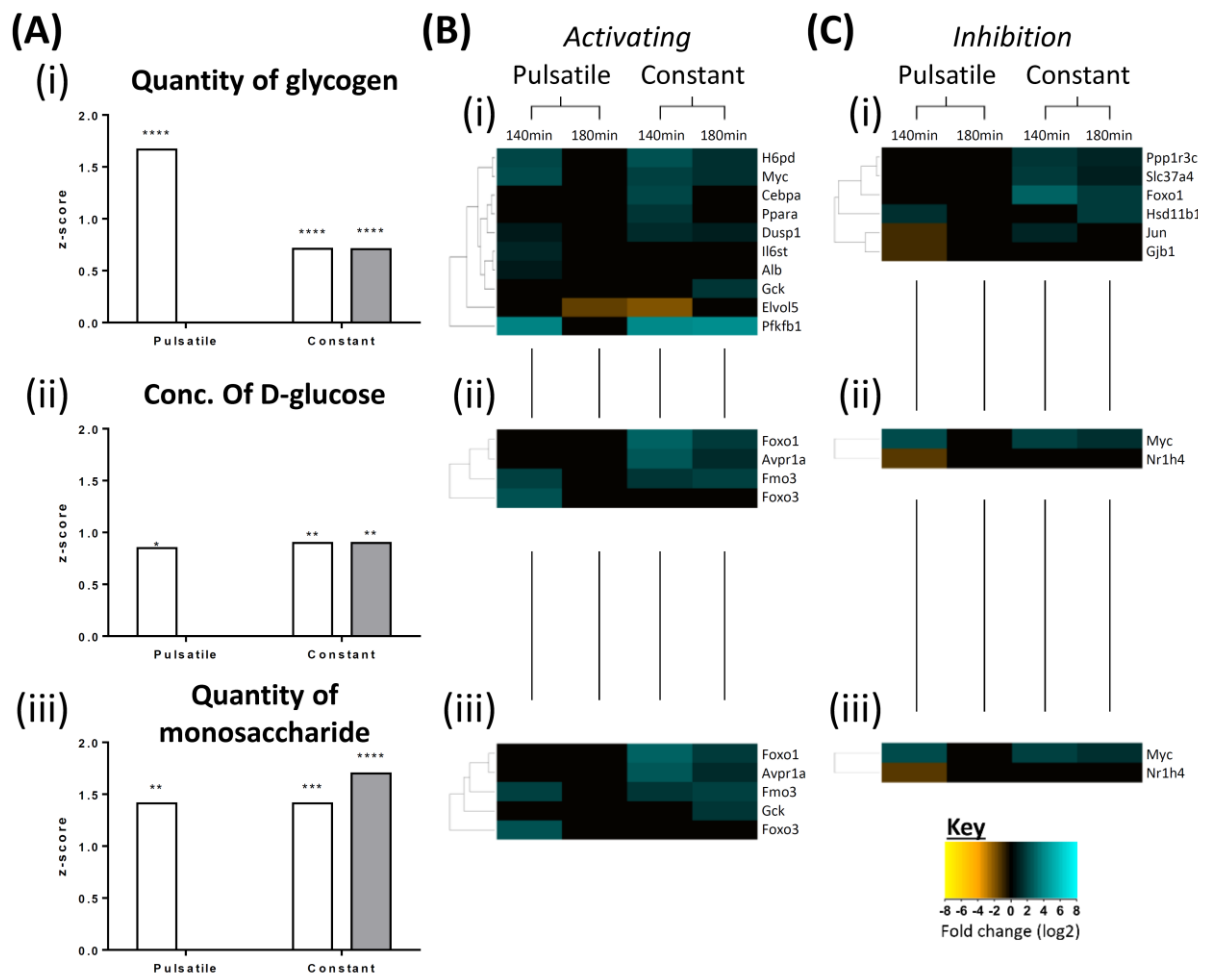 (A)
(i)
Quantity of glycogen
2.0
1.5
1.0
0.5
0.0
z-score
****
****
****
Pulsatile
Constant
(ii)
Conc. Of D-glucose
2.0
1.5
1.0
0.5
0.0
z-score
*
**
**
Pulsatile
Constant
(iii)
Quantity of
monosaccharide
2.0
1.5
1.0
0.5
0.0
z-score
**
***
****
Pulsatile
Constant
(B)
Activating
Pulsatile Constant
(i)
140min 180min 140min 180min
H6pd
Myc
Cebpa
Ppara
Dusp1
Il6st
Alb
Gck
Elvol5
Pfkfb1
(ii)
Foxo1
Avpr1a
Fmo3
Foxo3
(iii)
Foxo1
Avpr1a
Fmo3
Gck
Foxo3
(C)
Inhibition
Pulsatile Constant
(i)
140min 180min 140min 180min
Ppp1r3c
Slc37a4
Foxo1
Hsd11b1
Jun
Gjb1
(ii)
Myc
Nr1h4
(iii)
Myc
Nr1h4
Key
-8 -6 -4 -2 0 2 4 6 8
Fold change (log2)